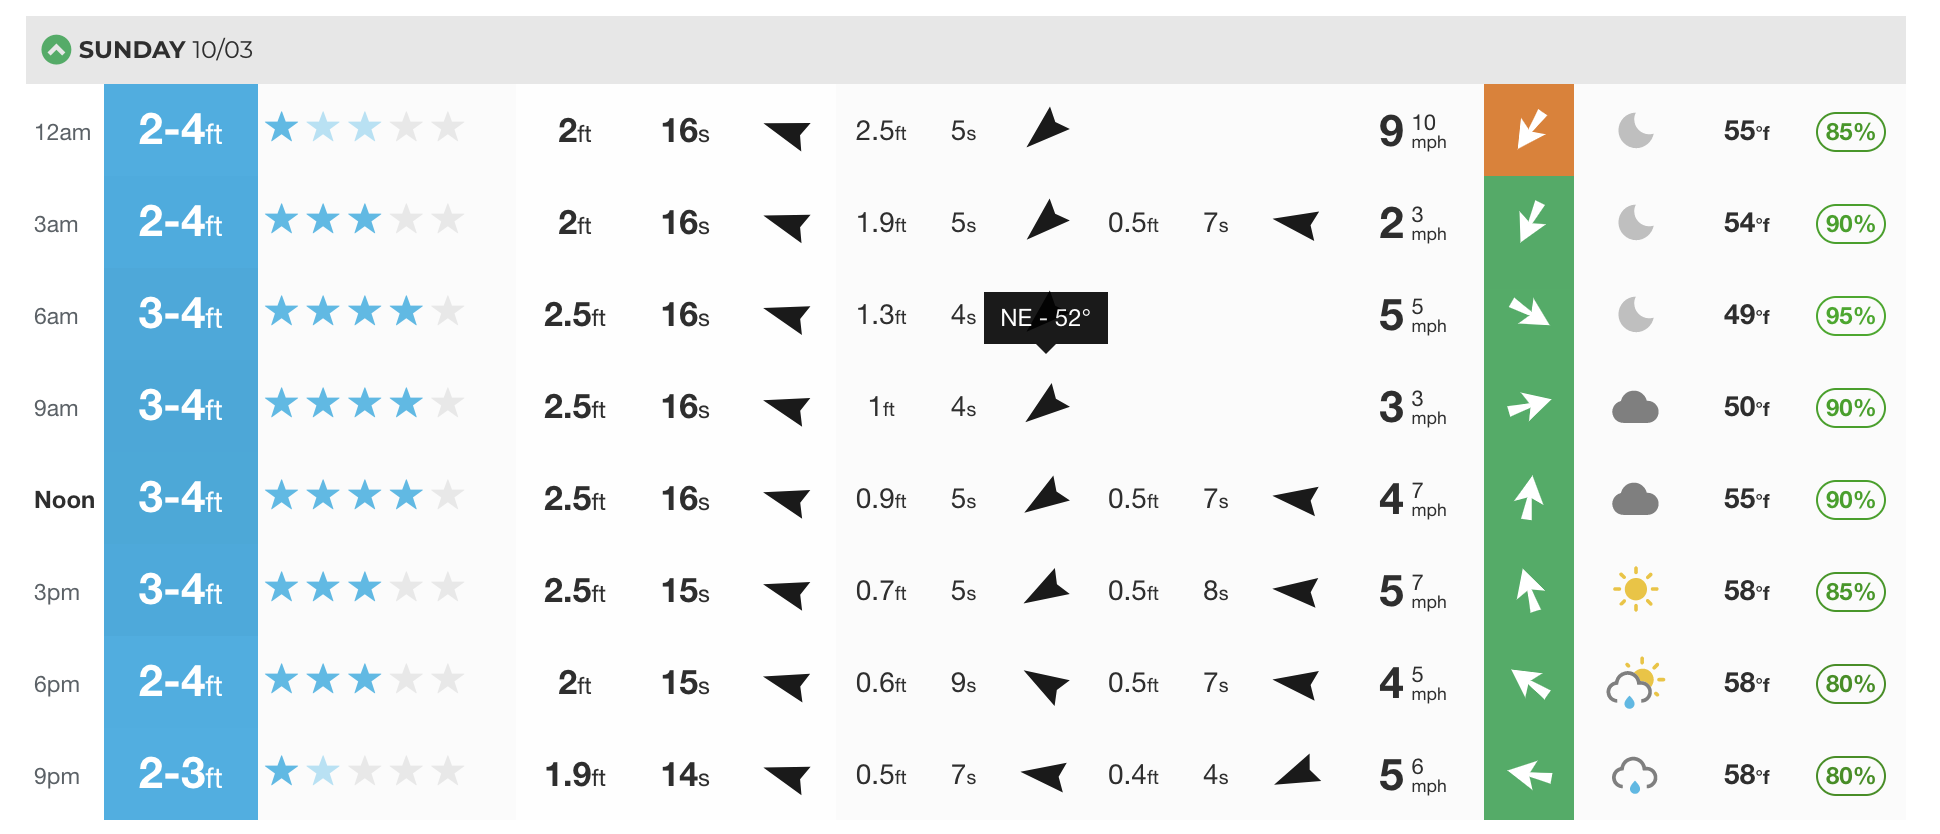 SUNDAY 10/03
12am 2-4ft 2ft 16s 2.5ft 5s 9 10 mph 55°f 85%
3am 2-4ft 2ft 16s 1.9ft 5s 0.5ft 7s 2 3 mph 54°f 90%
6am 3-4ft 2.5ft 16s 1.3ft 4s NE - 52° 5 5 mph 49°f 95%
9am 3-4ft 2.5ft 16s 1ft 4s 3 3 mph 50°f 90%
Noon 3-4ft 2.5ft 16s 0.9ft 5s 0.5ft 7s 4 7 mph 55°f 90%
3pm 3-4ft 2.5ft 15s 0.7ft 5s 0.5ft 8s 5 7 mph 58°f 85%
6pm 2-4ft 2ft 15s 0.6ft 9s 0.5ft 7s 4 5 mph 58°f 80%
9pm 2-3ft 1.9ft 14s 0.5ft 7s 0.4ft 4s 5 6 mph 58°f 80%